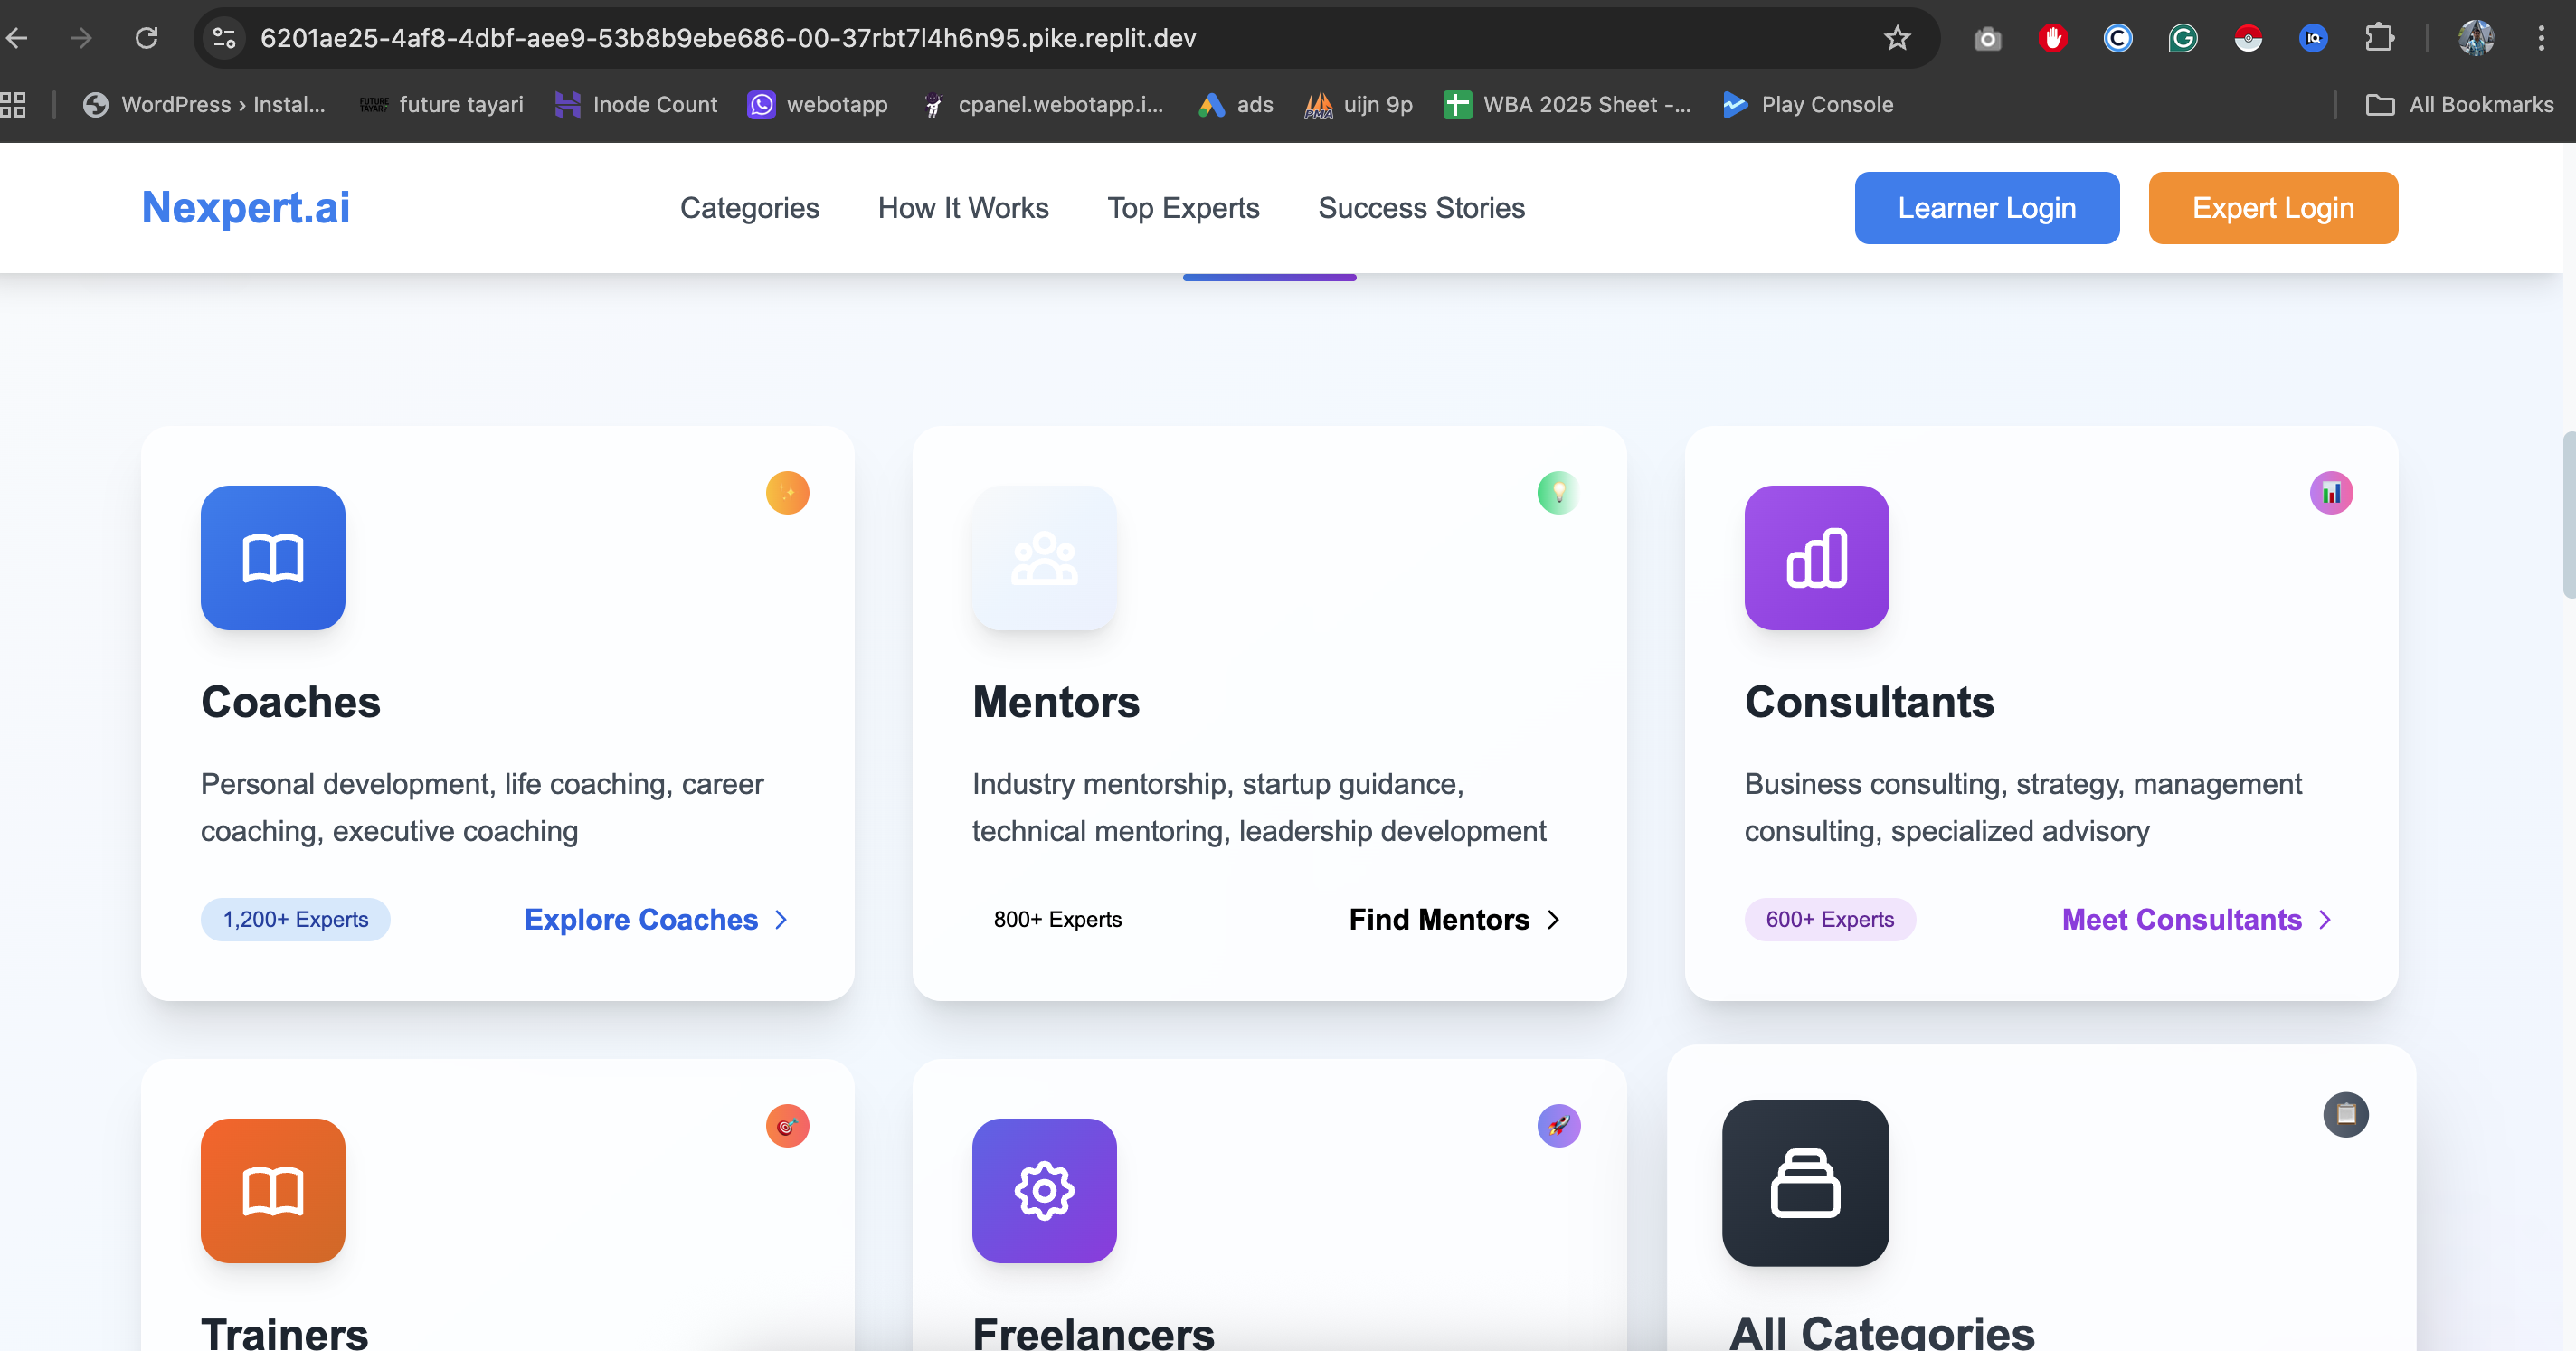 6201ae25-4af8-4dbf-aee9-53b8b9ebe686-00-37rbt7l4h6n95.pike.replit.dev
WordPress › Instal...
FUTURE TAYARI
future tayari
Inode Count
webotapp
cpanel.webotapp.i...
ads
PMA
uijn 9p
WBA 2025 Sheet -...
Play Console
All Bookmarks
Nexpert.ai
Categories
How It Works
Top Experts
Success Stories
Learner Login
Expert Login
Coaches
Personal development, life coaching, career
coaching, executive coaching
1,200+ Experts
Explore Coaches
Mentors
Industry mentorship, startup guidance,
technical mentoring, leadership development
800+ Experts
Find Mentors
Consultants
Business consulting, strategy, management
consulting, specialized advisory
600+ Experts
Meet Consultants
Trainers
Freelancers
All Categories